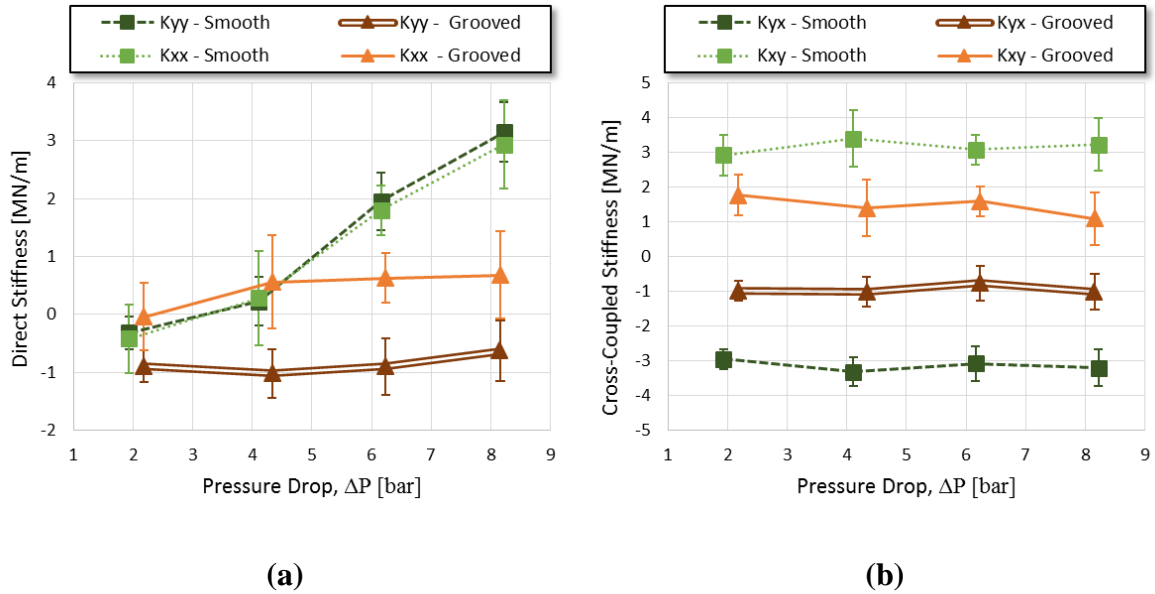 Kyy - Smooth Kyy - Grooved
Kxx - Smooth Kxx - Grooved
Direct Stiffness [MN/m]
4
3
2
1
0
-1
-2
1 2 3 4 5 6 7 8 9
Pressure Drop, ΔP [bar]
(a)
Kyx - Smooth Kyx - Grooved
Kxy - Smooth Kxy - Grooved
Cross-Coupled Stiffness [MN/m]
5
4
3
2
1
0
-1
-2
-3
-4
-5
1 2 3 4 5 6 7 8 9
Pressure Drop, ΔP [bar]
(b)